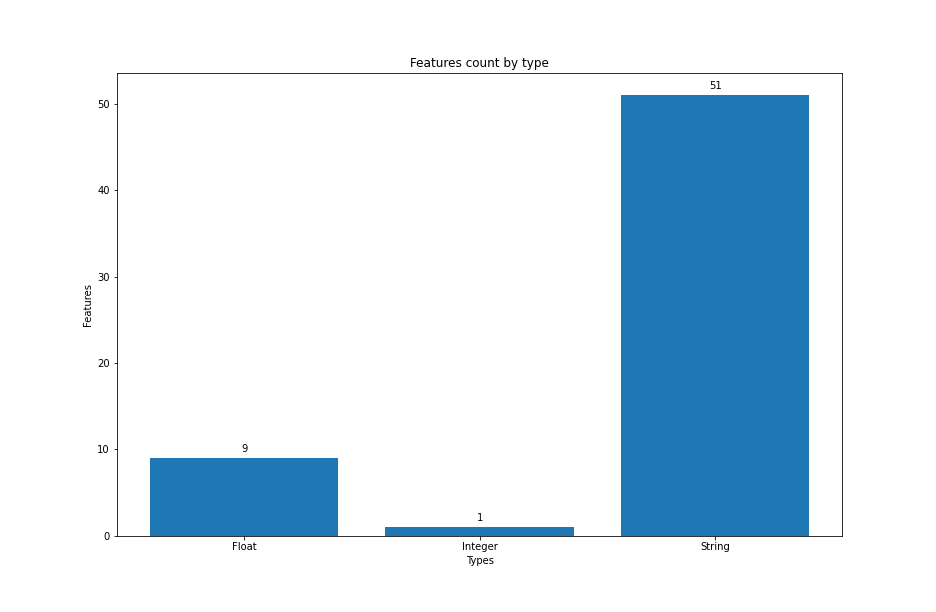 Features count by type
51
50
40
30
Features
20
10
9
1
0
Float Integer String
Types